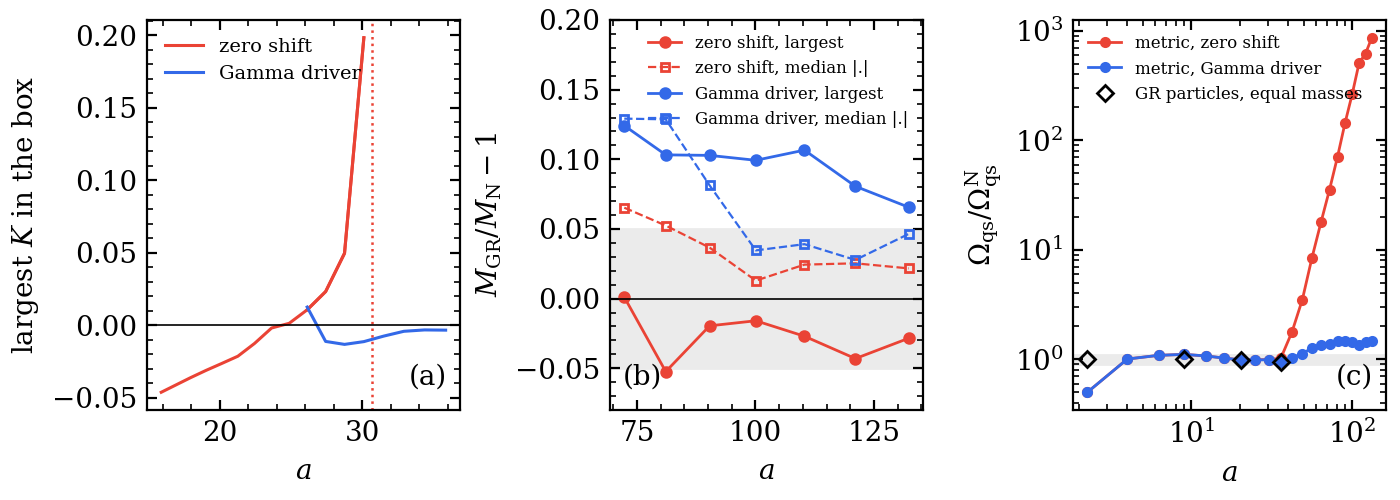 largest K in the box
0.20
0.15
0.10
0.05
0.00
−0.05
zero shift
Gamma driver
(a)
20
30
a
M_GR/M_N − 1
0.20
0.15
0.10
0.05
0.00
−0.05
zero shift, largest
zero shift, median |.|
Gamma driver, largest
Gamma driver, median |.|
(b)
75
100
125
a
Ω_qs/Ω_qs^N
10^3
10^2
10^1
10^0
metric, zero shift
metric, Gamma driver
GR particles, equal masses
(c)
10^1
10^2
a